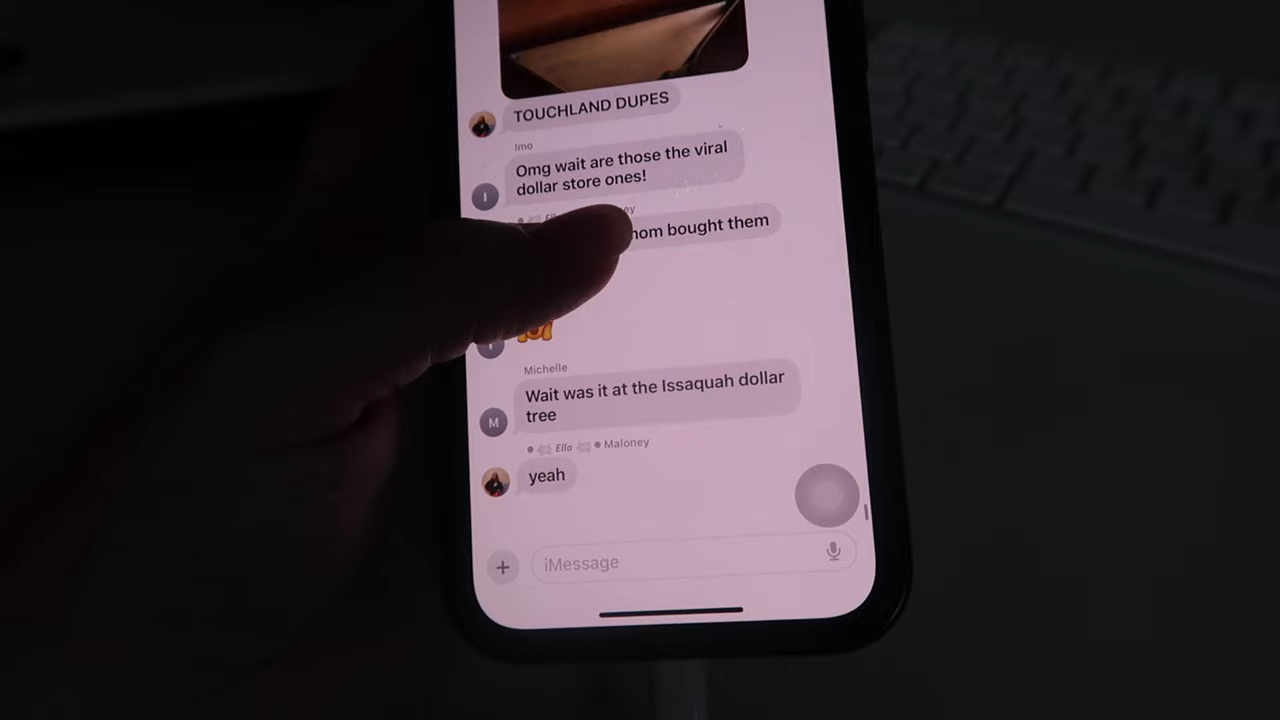 TOUCHLAND DUPES
Imo
Omg wait are those the viral
dollar store ones!
I
bought them
Michelle
Wait was it at the Issaquah dollar
tree
M
Ella Maloney
yeah
iMessage